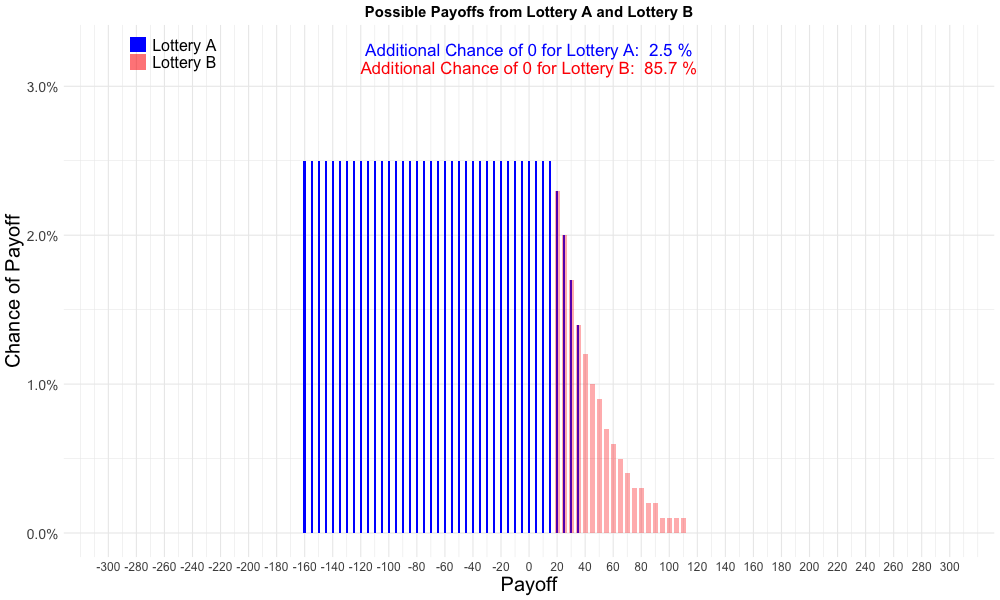 Possible Payoffs from Lottery A and Lottery B
Lottery A
Lottery B
Additional Chance of 0 for Lottery A:  2.5 %
Additional Chance of 0 for Lottery B:  85.7 %
Chance of Payoff
3.0%
2.0%
1.0%
0.0%
-300 -280 -260 -240 -220 -200 -180 -160 -140 -120 -100 -80 -60 -40 -20 0 20 40 60 80 100 120 140 160 180 200 220 240 260 280 300
Payoff